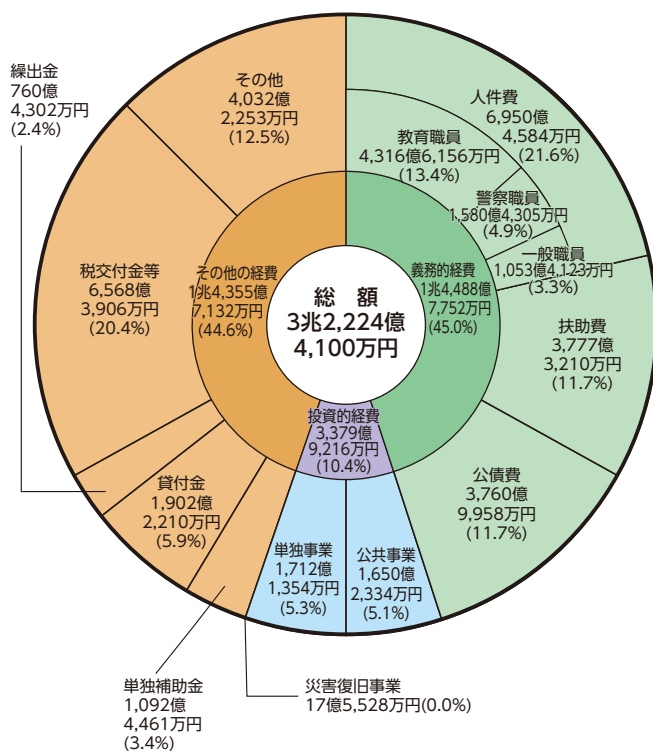 繰出金
760億
4,302万円
(2.4%)
その他
4,032億
2,253万円
(12.5%)
人件費
6,950億
4,584万円
(21.6%)
教育職員
4,316億6,156万円
(13.4%)
警察職員
1,580億4,305万円
(4.9%)
一般職員
1,053億4,123万円
(3.3%)
税交付金等
6,568億
3,906万円
(20.4%)
その他の経費
1兆4,355億
7,132万円
(44.6%)
総 額
3兆2,224億
4,100万円
義務的経費
1兆4,488億
7,752万円
(45.0%)
扶助費
3,777億
3,210万円
(11.7%)
投資的経費
3,379億
9,216万円
(10.4%)
公債費
3,760億
9,958万円
(11.7%)
貸付金
1,902億
2,210万円
(5.9%)
単独事業
1,712億
1,354万円
(5.3%)
公共事業
1,650億
2,334万円
(5.1%)
単独補助金
1,092億
4,461万円
(3.4%)
災害復旧事業
17億5,528万円(0.0%)